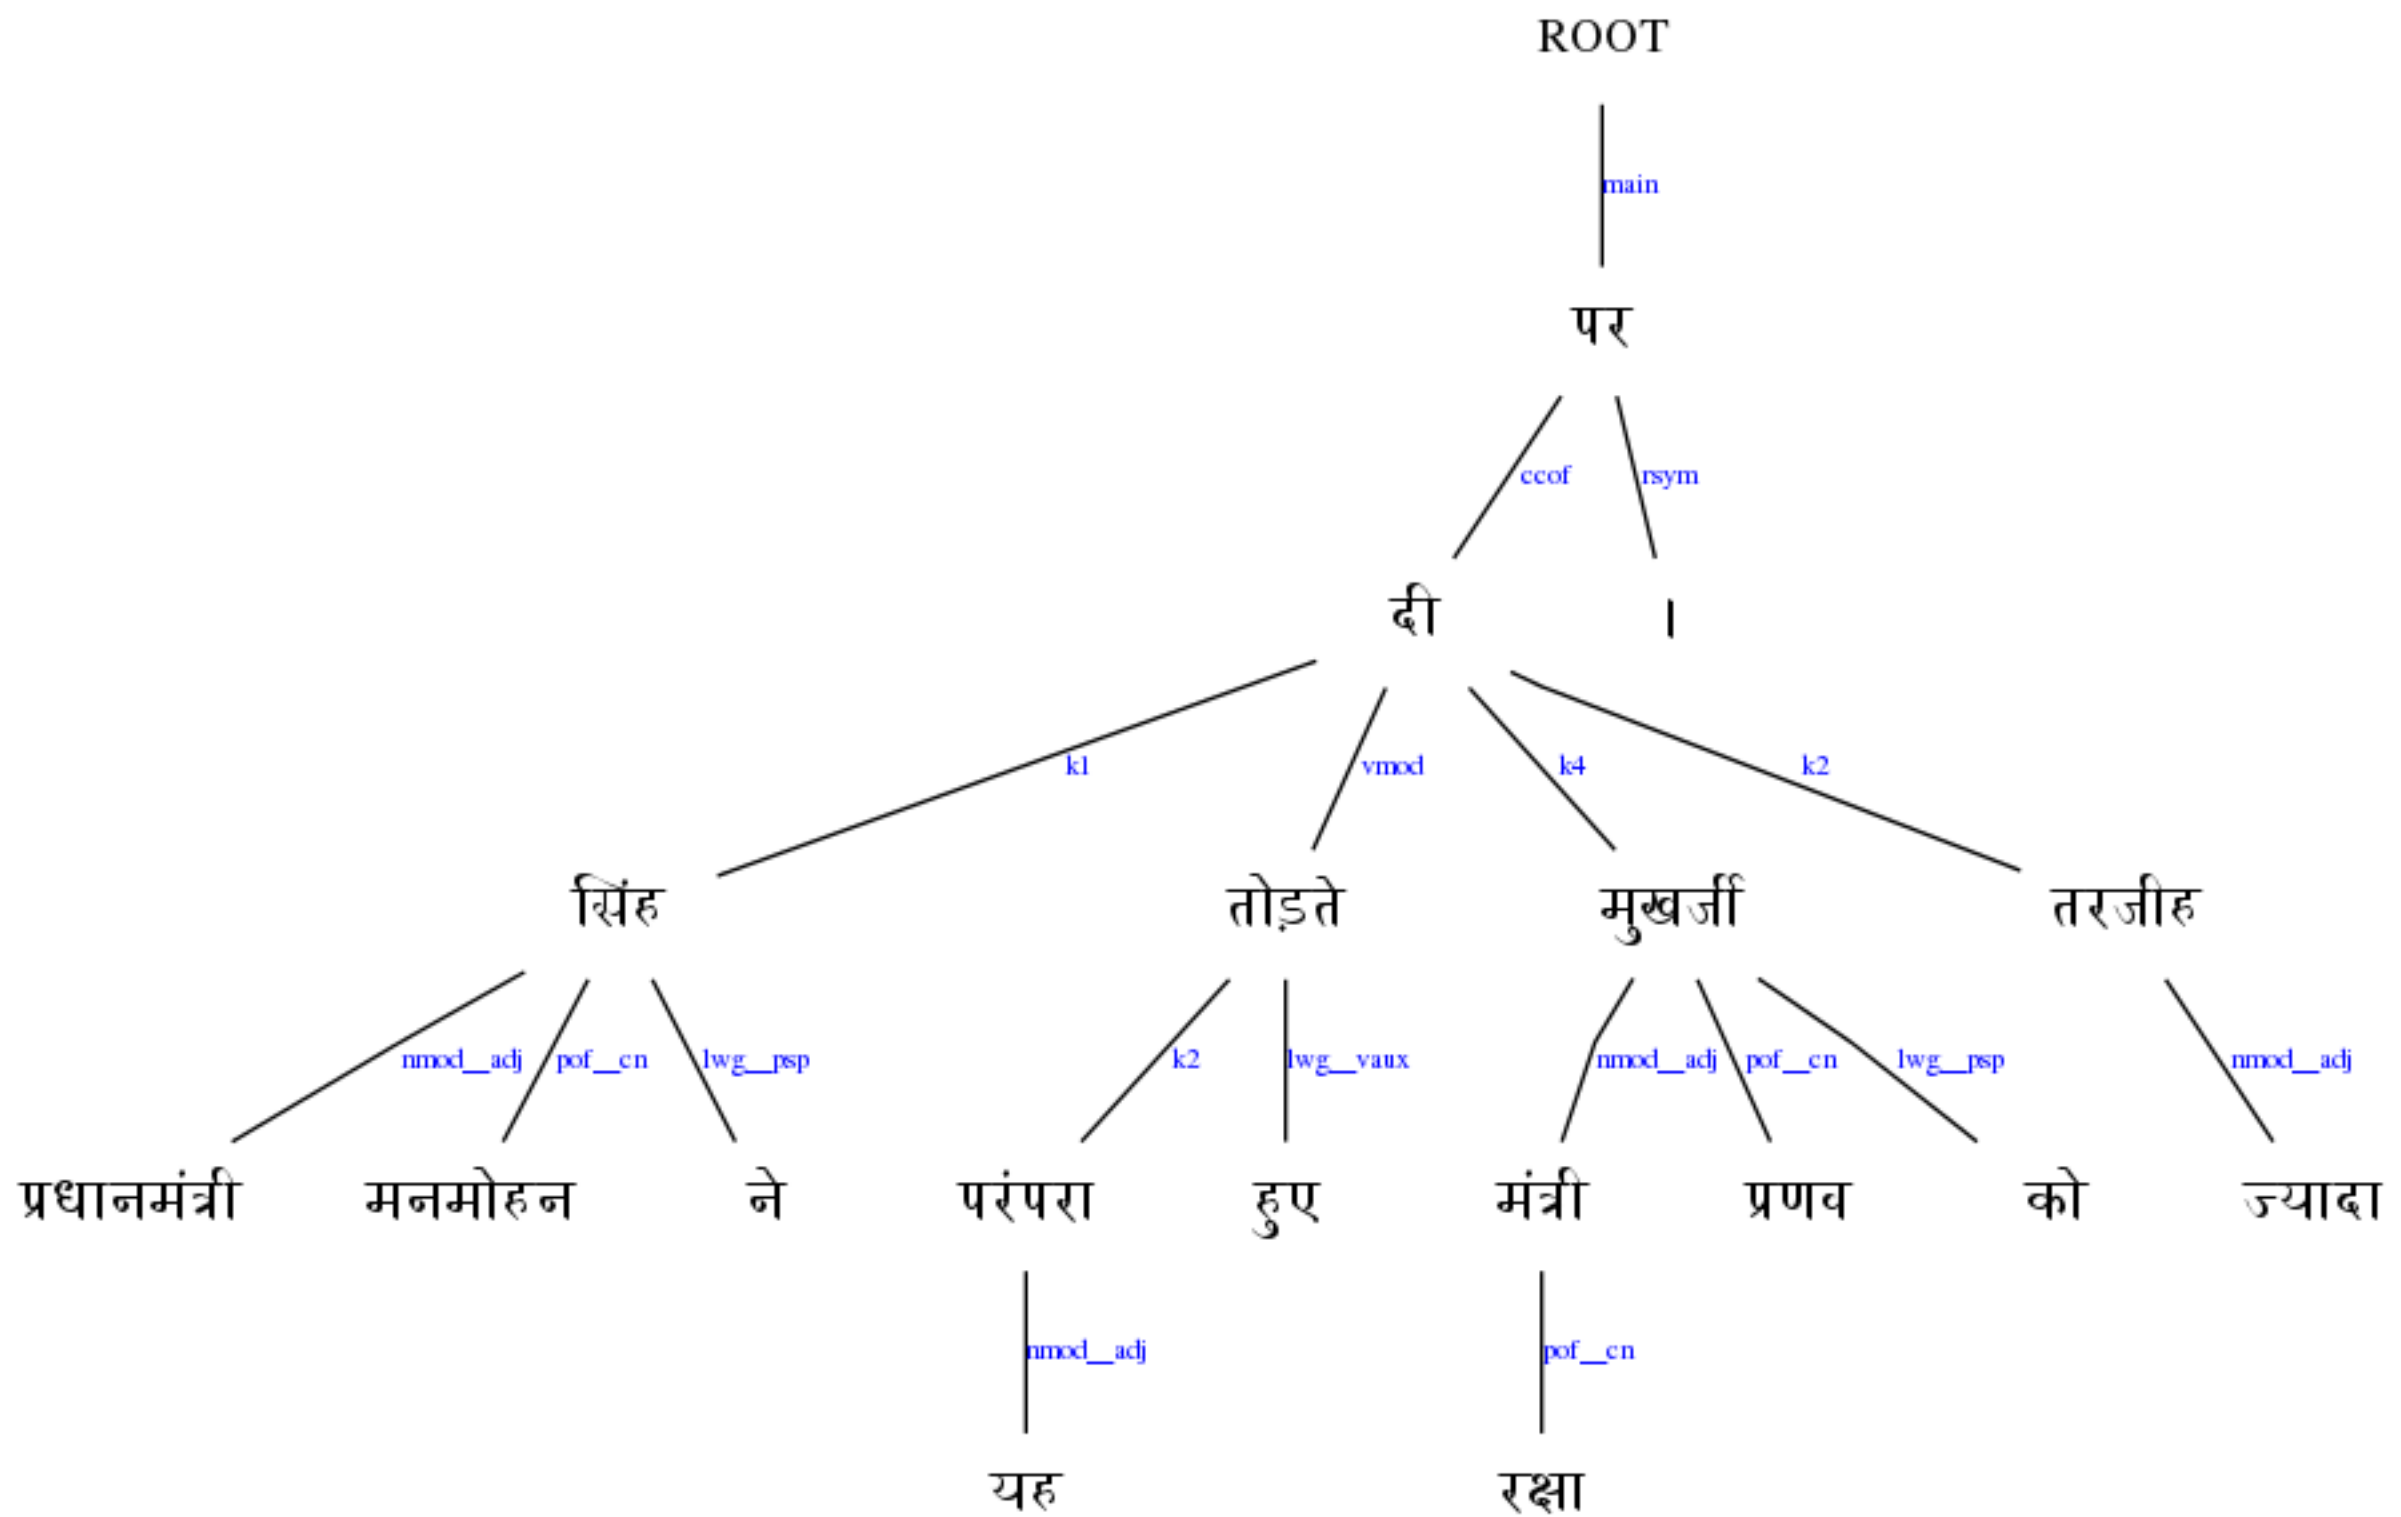 ROOT
main
पर
ccof rsym
दी ।
k1 vmod k4 k2
सिंह तोड़ते मुखर्जी तरजीह
nmod__adj pof__cn lwg__psp k2 lwg__vaux nmod__adj pof__cn lwg__psp nmod__adj
प्रधानमंत्री मनमोहन ने परंपरा हुए मंत्री प्रणव को ज्यादा
nmod__adj pof__cn
यह रक्षा